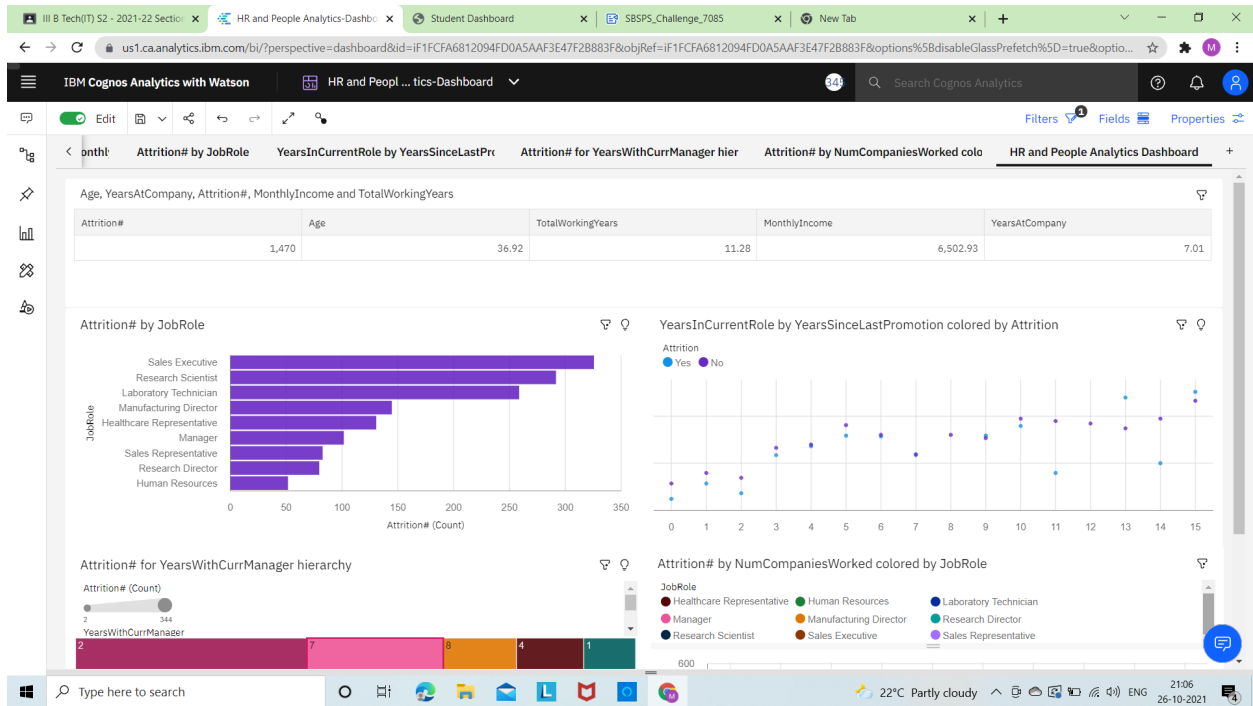 III B Tech(IT) S2 - 2021-22 Section
HR and People Analytics-Dashbo
Student Dashboard
SBSPS_Challenge_7085
New Tab
us1.ca.analytics.ibm.com/bi/?perspective=dashboard&id=iF1FCFA6812094FD0A5AAF3E47F2B883F&objRef=iF1FCFA6812094FD0A5AAF3E47F2B883F&options%5BdisableGlassPrefetch%5D=true&optio...
M
IBM Cognos Analytics with Watson
HR and Peopl ... tics-Dashboard
Search Cognos Analytics
Edit
Filters 1
Fields
Properties
onthl
Attrition# by JobRole
YearsInCurrentRole by YearsSinceLastPro
Attrition# for YearsWithCurrManager hier
Attrition# by NumCompaniesWorked colo
HR and People Analytics Dashboard
Age, YearsAtCompany, Attrition#, MonthlyIncome and TotalWorkingYears
Attrition# Age TotalWorkingYears MonthlyIncome YearsAtCompany
1,470 36.92 11.28 6,502.93 7.01
Attrition# by JobRole
JobRole
Sales Executive
Research Scientist
Laboratory Technician
Manufacturing Director
Healthcare Representative
Manager
Sales Representative
Research Director
Human Resources
0 50 100 150 200 250 300 350
Attrition# (Count)
YearsInCurrentRole by YearsSinceLastPromotion colored by Attrition
Attrition
Yes No
0 1 2 3 4 5 6 7 8 9 10 11 12 13 14 15
Attrition# for YearsWithCurrManager hierarchy
Attrition# (Count)
2 344
YearsWithCurrManager
2 7 8 4 1
Attrition# by NumCompaniesWorked colored by JobRole
JobRole
Healthcare Representative Human Resources Laboratory Technician
Manager Manufacturing Director Research Director
Research Scientist Sales Executive Sales Representative
600
Type here to search
22°C Partly cloudy
ENG
21:06
26-10-2021
4